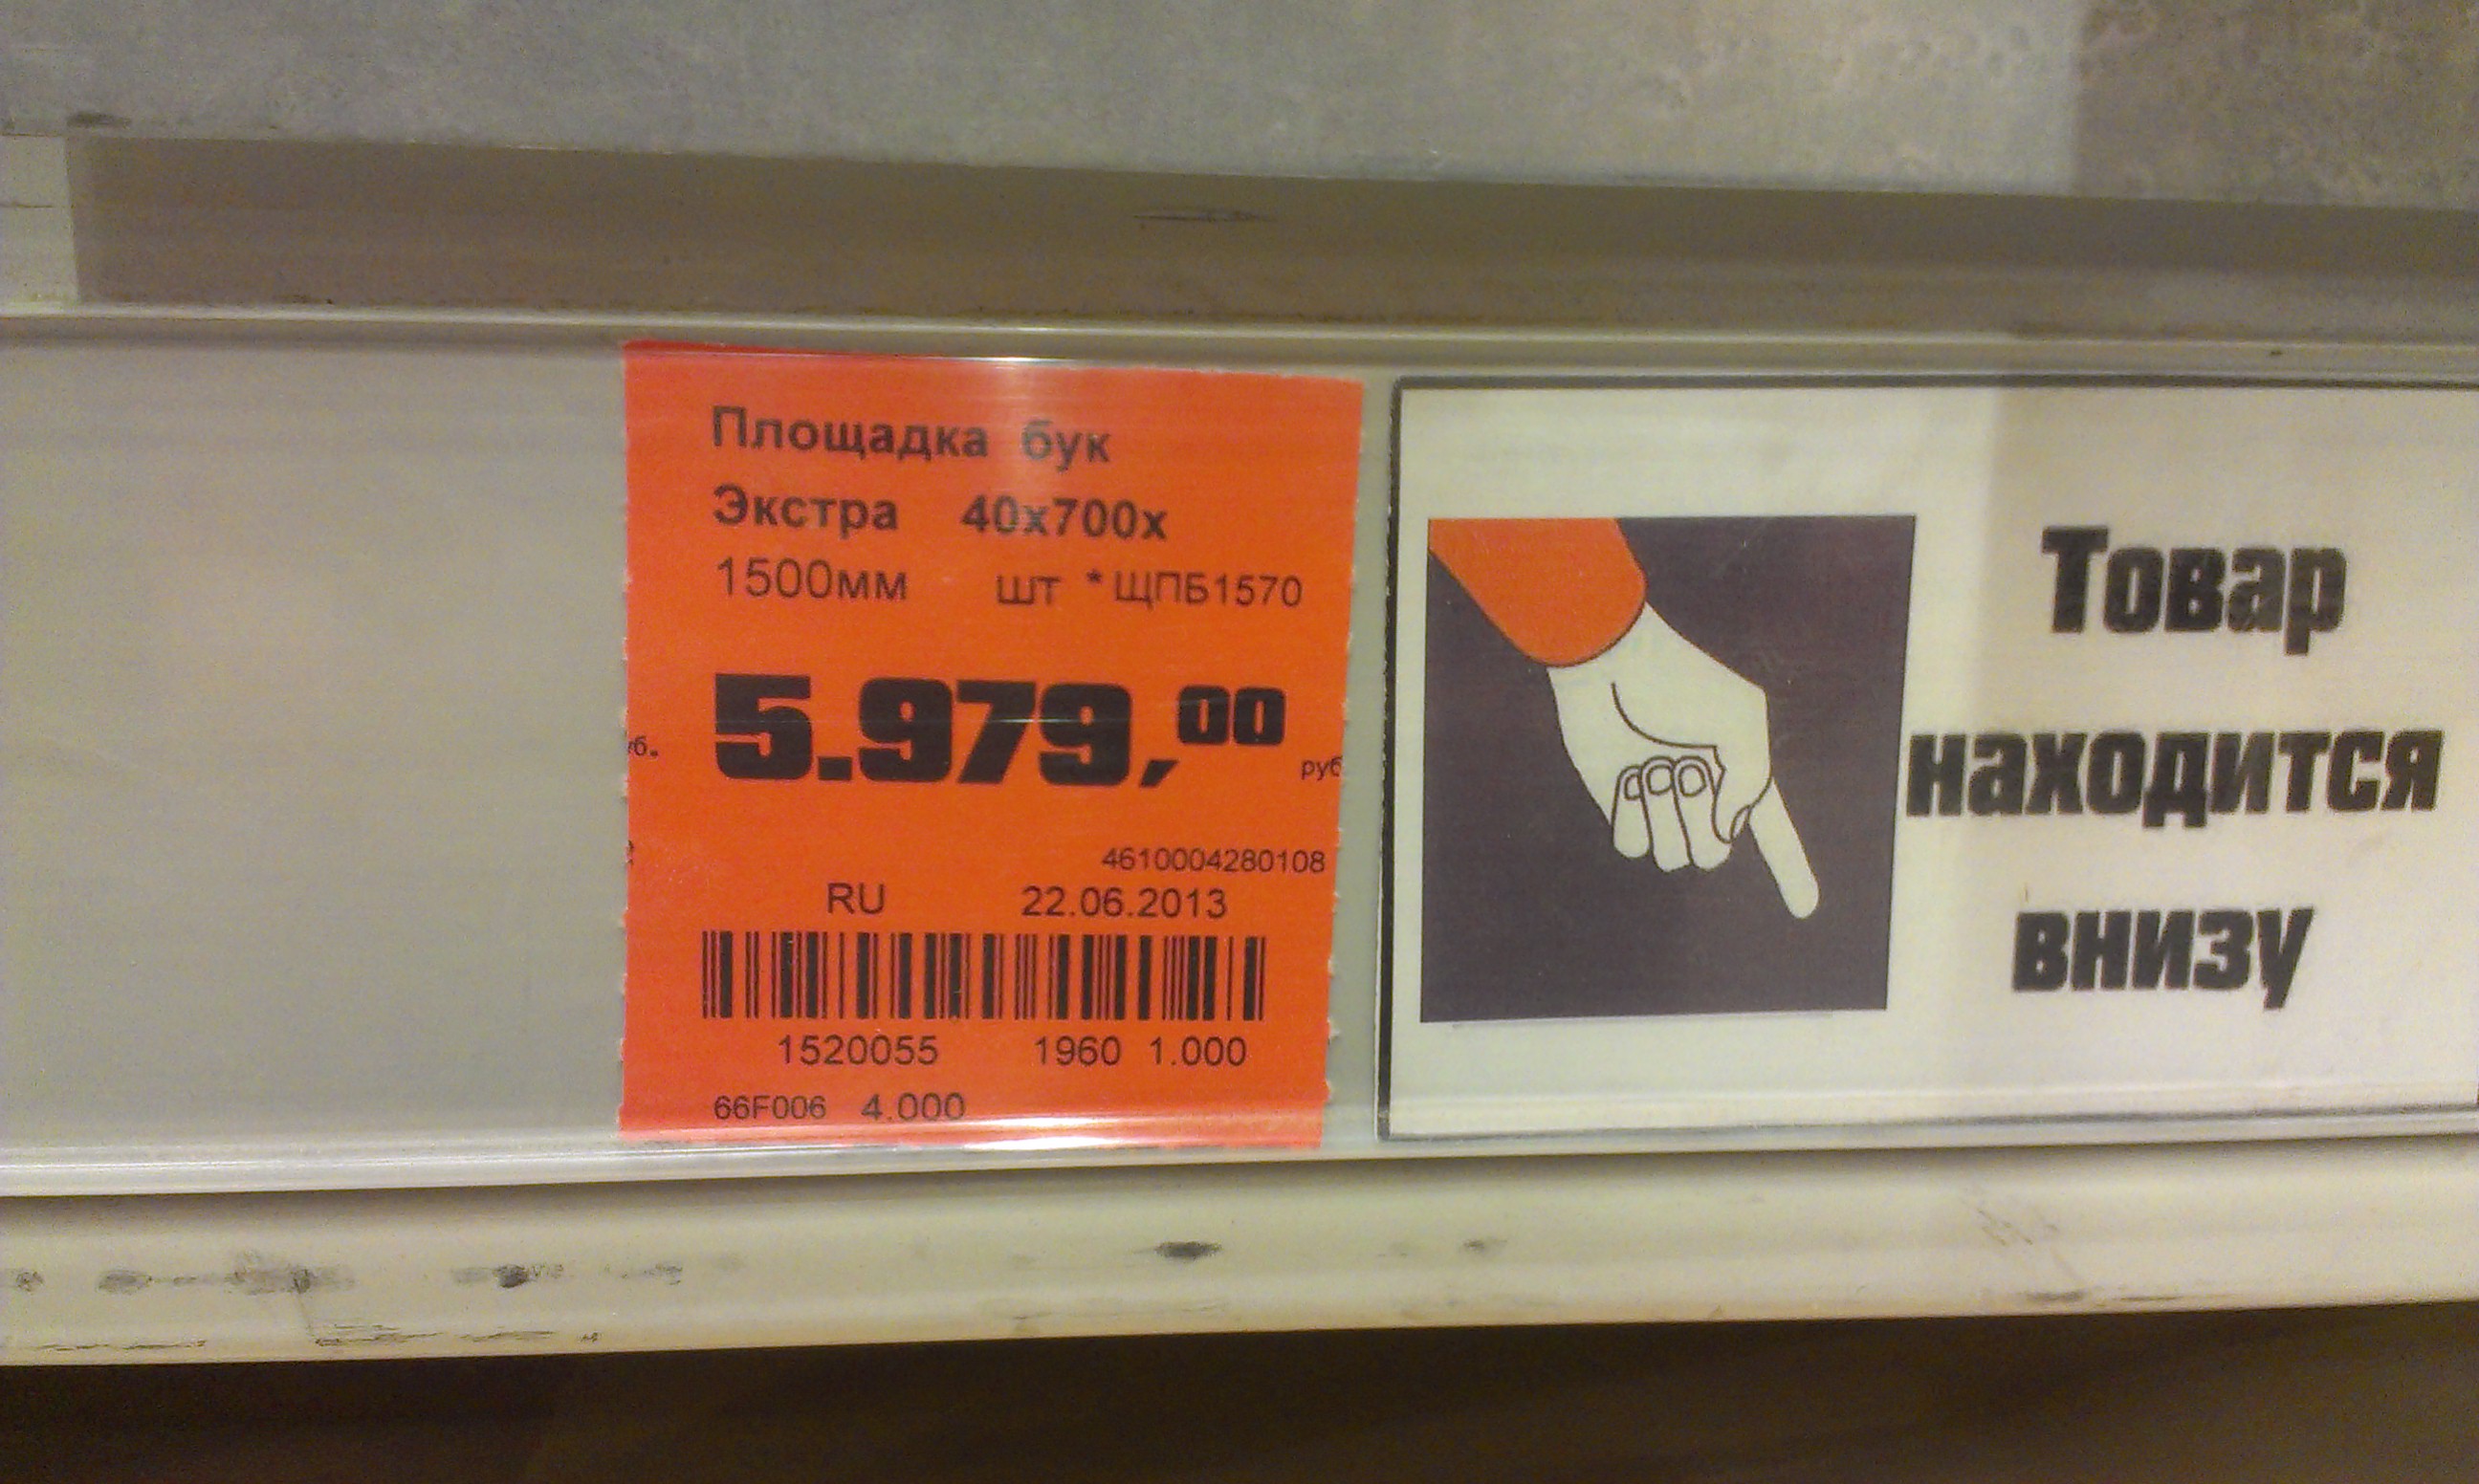 Площадка бук
Экстра 40х700х
1500мм шт *ЩПБ1570
5.979,00
руб
4610004280108
RU 22.06.2013
1520055 1960 1.000
66F006 4.000
Товар
находится
внизу